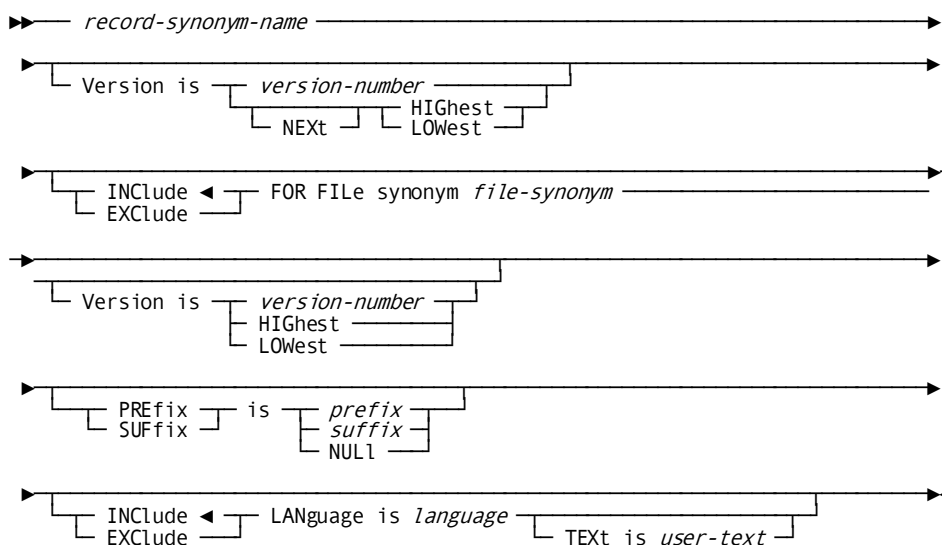 record-synonym-name
Version is version-number
HIGhest
NEXt LOWest
INClude FOR FILe synonym file-synonym
EXClude
Version is version-number
HIGhest
LOWest
PREfix is prefix
SUFfix suffix
NULl
INClude LANguage is language
EXClude TEXt is user-text